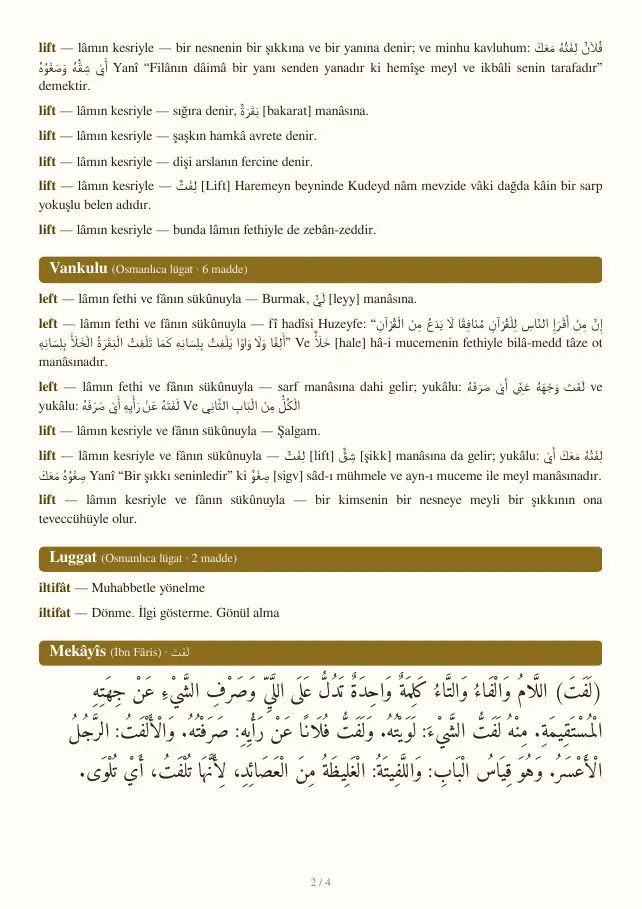 lift — lâmın kesriyle — bir nesnenin bir şıkkına ve bir yanına denir; ve minhu kavluhum: فُلَانٌ لِفْتُهُ مَعَكَ
أَيْ شِقُّهُ وَصَغْوُهُ Yanî “Filânın dâimâ bir yanı senden yanadır ki hemîşe meyl ve ikbâli senin tarafadır”
demektir.
lift — lâmın kesriyle — sığıra denir, بَقَرَةٌ [bakarat] manâsına.
lift — lâmın kesriyle — şaşkın hamkâ avrete denir.
lift — lâmın kesriyle — dişi arslanın fercine denir.
lift — lâmın kesriyle — لِفْتٌ [Lift] Haremeyn beyninde Kudeyd nâm mevzide vâki dağda kâin bir sarp
yokuşlu belen adıdır.
lift — lâmın kesriyle — bunda lâmın fethiyle de zebân-zeddir.
Vankulu (Osmanlıca lügat · 6 madde)
left — lâmın fethi ve fânın sükûnuyla — Burmak, لَيٌّ [leyy] manâsına.
left — lâmın fethi ve fânın sükûnuyla — fî hadîsi Huzeyfe: “إِنَّ مِنْ أَقْرَإِ النَّاسِ لِلْقُرْآنِ مُنَافِقًا لَا يَدَعُ مِنَ الْقُرْآنِ
أَلِفًا وَلَا وَاوًا يَلْفِتُ بِلِسَانِهِ كَمَا تَلْفِتُ الْبَقَرَةُ الْخَلَأَ بِلِسَانِهِ” Ve خَلَأٌ [hale] hâ-i mucemenin fethiyle bilâ-medd tâze ot
manâsınadır.
left — lâmın fethi ve fânın sükûnuyla — sarf manâsına dahi gelir; yukâlu: لَفَتَ وَجْهَهُ عَنِّي أَيْ صَرَفَهُ ve
yukâlu: لَفَتَهُ عَنْ رَأْيِهِ أَيْ صَرَفَهُ Ve الْكُلُّ مِنَ الْبَابِ الثَّانِي
lift — lâmın kesriyle ve fânın sükûnuyla — Şalgam.
lift — lâmın kesriyle ve fânın sükûnuyla — لِفْتٌ [lift] شِقٌّ [şikk] manâsına da gelir; yukâlu: لِفْتُهُ مَعَكَ أَيْ
صِغْوُهُ مَعَكَ Yanî “Bir şıkkı seninledir” ki صِغْوٌ [sigv] sâd-ı mühmele ve ayn-ı muceme ile meyl manâsınadır.
lift — lâmın kesriyle ve fânın sükûnuyla — bir kimsenin bir nesneye meyli bir şıkkının ona
teveccühüyle olur.
Luggat (Osmanlıca lügat · 2 madde)
iltifât — Muhabbetle yönelme
iltifat — Dönme. İlgi gösterme. Gönül alma
Mekâyîs (İbn Fâris) · لَفَتَ
(لَفَتَ) اللَّامُ وَالْفَاءُ وَالتَّاءُ كَلِمَةٌ وَاحِدَةٌ تَدُلُّ عَلَى اللَّيِّ وَصَرْفِ الشَّيْءِ عَنْ جِهَتِهِ
الْمُسْتَقِيمَةِ. مِنْهُ لَفَتُّ الشَّيْءَ: لَوَيْتُهُ. وَلَفَتُّ فُلَانًا عَنْ رَأْيِهِ: صَرَفْتُهُ. وَالْأَلْفَتُ: الرَّجُلُ
الْأَعْسَرُ. وَهُوَ قِيَاسُ الْبَابِ: وَاللَّفِيتَةُ: الْغَلِيظَةُ مِنَ الْعَصَائِدِ، لِأَنَّهَا تُلْفَتُ، أَيْ تُلْوَى.
2 / 4